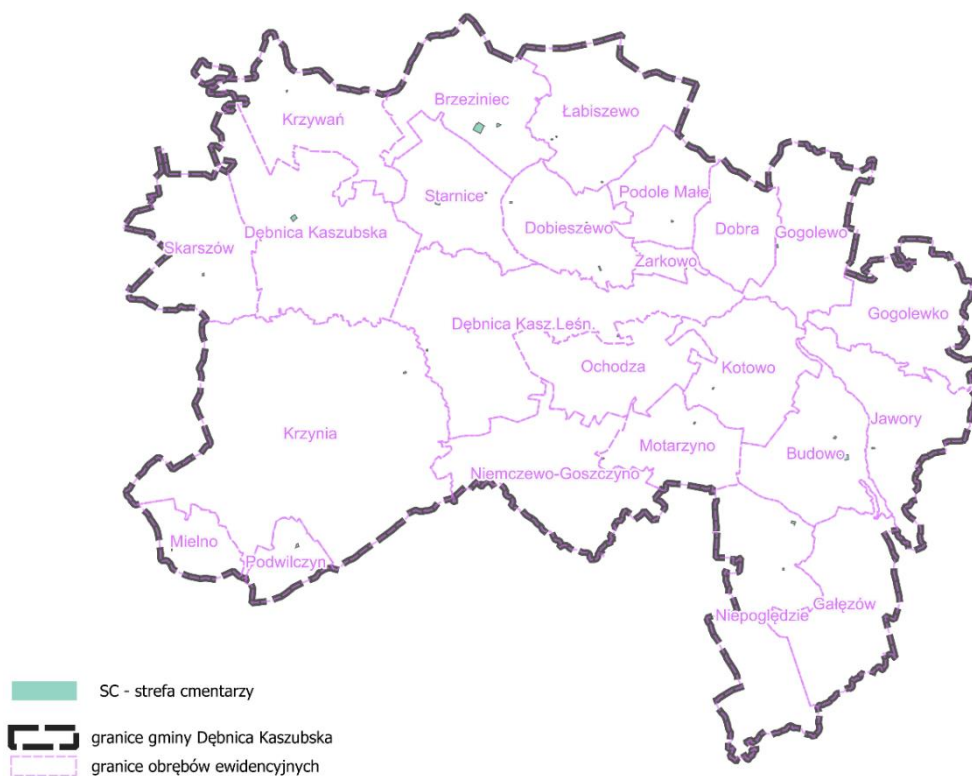 Brzeziniec
Łabiszewo
Krzywań
Starnice
Podole Małe
Dębnica Kaszubska
Dobieszewo
Dobra
Gogolewo
Skarszów
Żarkowo
Gogolewko
Dębnica Kasz.Leśn.
Ochodza
Kotowo
Jawory
Krzynia
Motarzyno
Budowo
Niemczewo-Goszczyno
Mielno
Podwilczyn
Gałęzów
Niepoględzie
SC - strefa cmentarzy
granice gminy Dębnica Kaszubska
granice obrębów ewidencyjnych